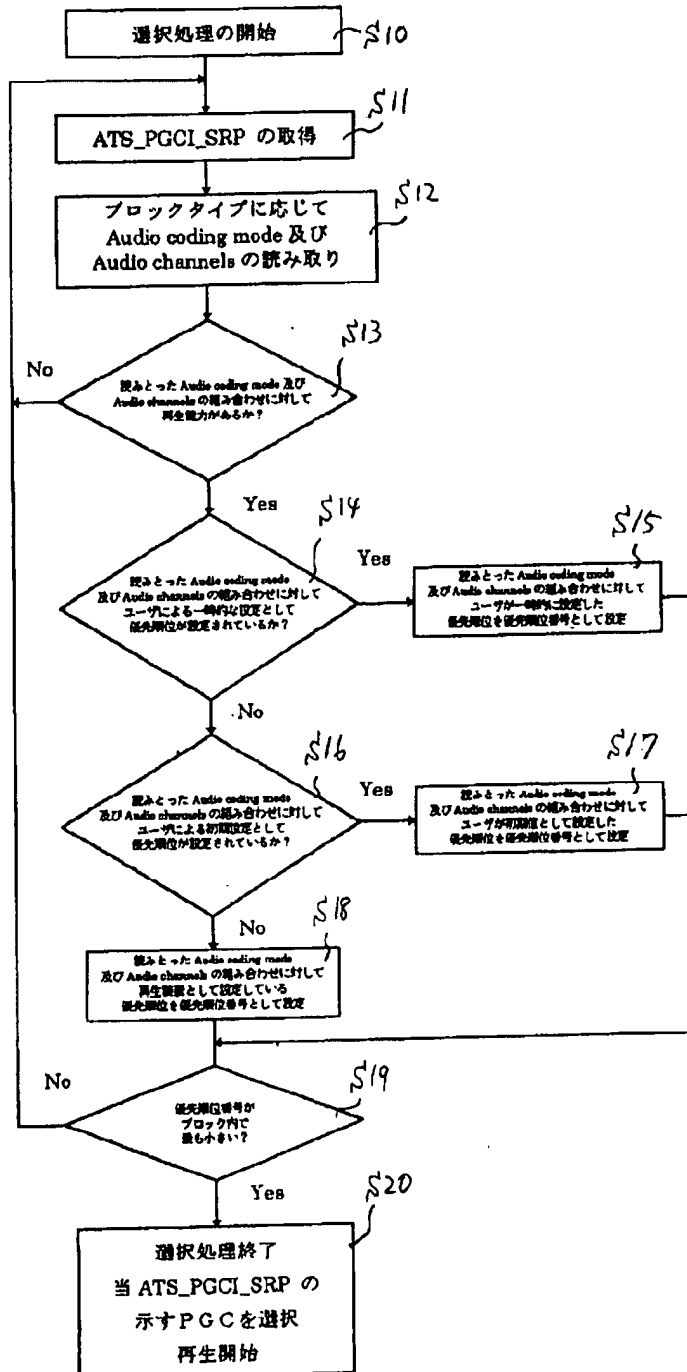 選択処理の開始
S10
ATS_PGCI_SRP の取得
S11
ブロックタイプに応じて
Audio coding mode 及び
Audio channels の読み取り
S12
読みとった Audio coding mode 及び
Audio channels の組み合わせに対して
再生能力があるか?
S13
No
Yes
読みとった Audio coding mode
及び Audio channels の組み合わせに対して
ユーザによる一時的な設定として
優先順位が設定されているか?
S14
Yes
読みとった Audio coding mode
及び Audio channels の組み合わせに対して
ユーザが一時的に設定した
優先順位を優先順位番号として設定
S15
No
読みとった Audio coding mode
及び Audio channels の組み合わせに対して
ユーザによる初期設定として
優先順位が設定されているか?
S16
Yes
読みとった Audio coding mode
及び Audio channels の組み合わせに対して
ユーザが初期値として設定した
優先順位を優先順位番号として設定
S17
No
読みとった Audio coding mode
及び Audio channels の組み合わせに対して
再生装置として設定している
優先順位を優先順位番号として設定
S18
優先順位番号が
ブロック内で
最も小さい?
S19
No
Yes
選択処理終了
当 ATS_PGCI_SRP の
示すPGCを選択
再生開始
S20